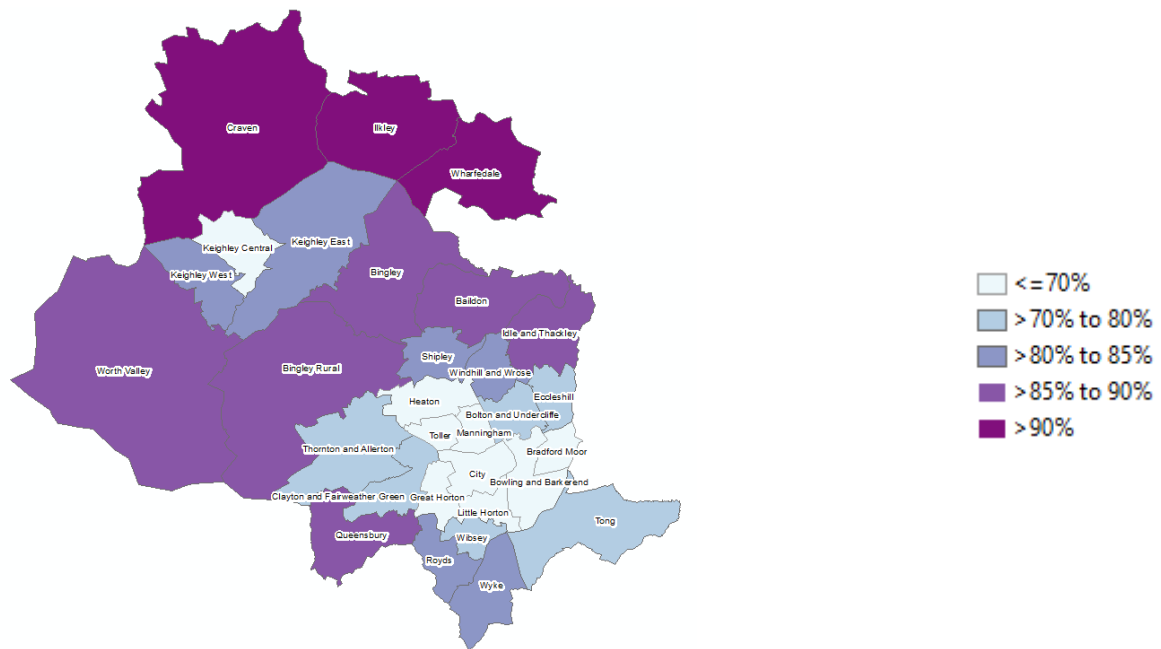 Craven
Ilkley
Wharfedale
Keighley East
Keighley Central
Bingley
Keighley West
<=70%
Baildon
>70% to 80%
Idle and Thackley
Shipley
>80% to 85%
Bingley Rural
Worth Valley
Windhill and Wrose
>85% to 90%
Eccleshill
Heaton
Bolton and Undercliffe
>90%
Toller
Manningham
Thornton and Allerton
Bradford Moor
City
Bowling and Barkerend
Clayton and Fairweather Green
Great Horton
Little Horton
Tong
Queensbury
Wibsey
Royds
Wyke